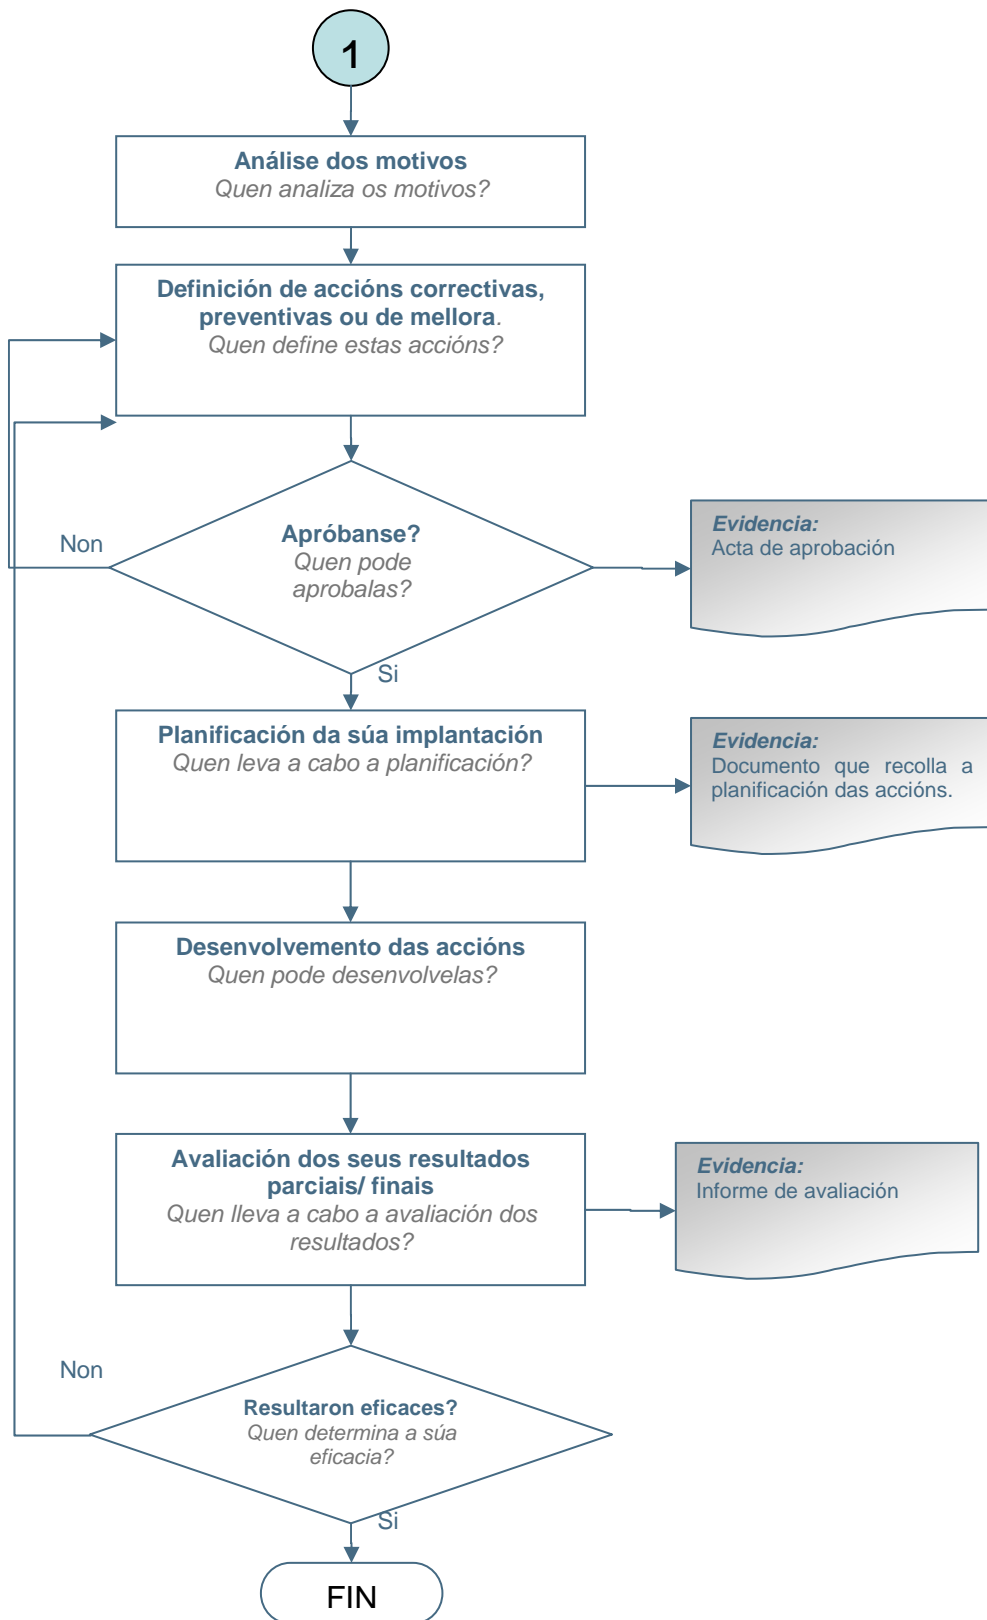 1
Análise dos motivos
Quen analiza os motivos?
Definición de accións correctivas,
preventivas ou de mellora.
Quen define estas accións?
Non
Apróbanse?
Quen pode
aprobalas?
Evidencia:
Acta de aprobación
Si
Planificación da súa implantación
Quen leva a cabo a planificación?
Evidencia:
Documento que recolla a
planificación das accións.
Desenvolvemento das accións
Quen pode desenvolvelas?
Avaliación dos seus resultados
parciais/ finais
Quen lleva a cabo a avaliación dos
resultados?
Evidencia:
Informe de avaliación
Non
Resultaron eficaces?
Quen determina a súa
eficacia?
Si
FIN